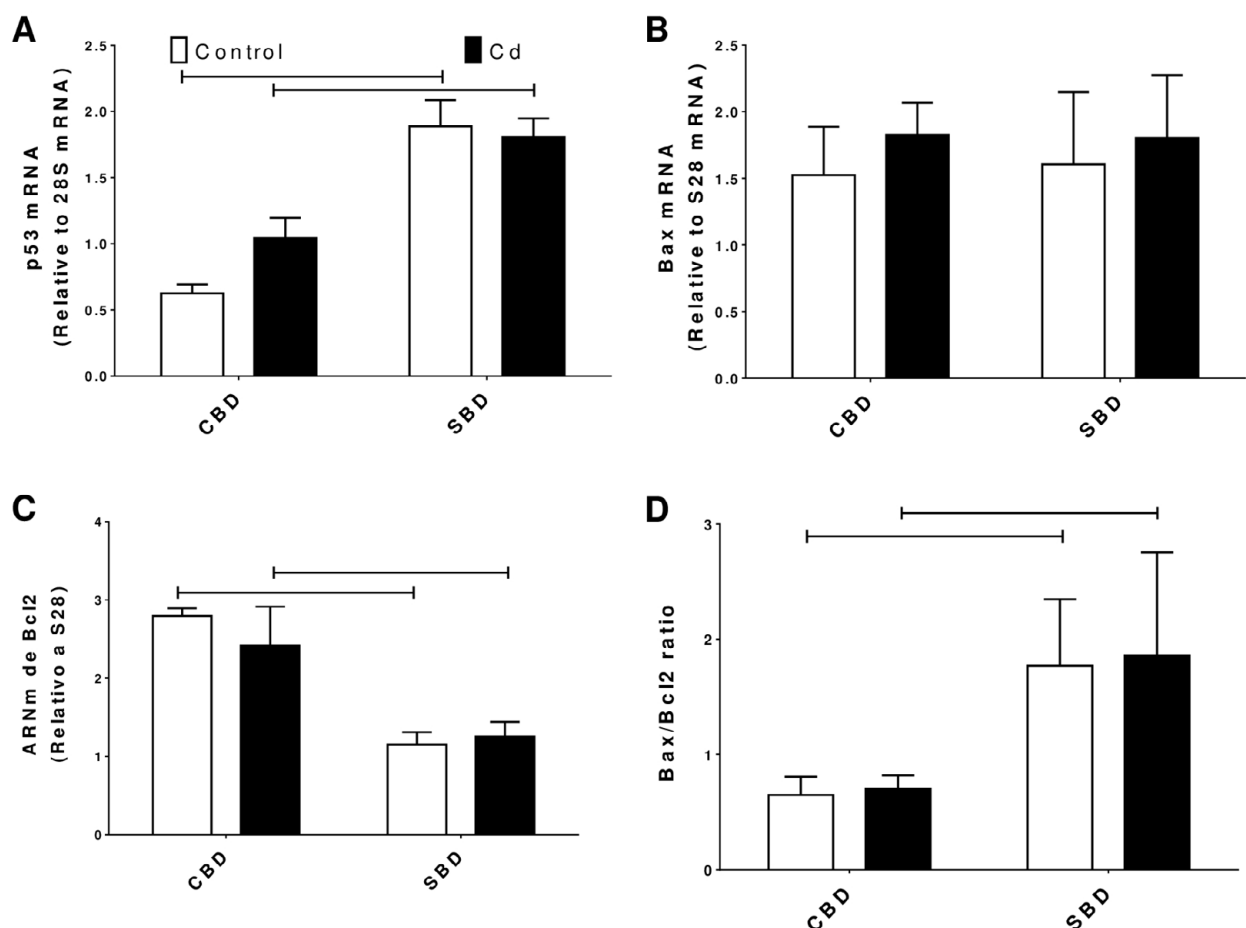 A
Control
Cd
p53 mRNA
(Relative to 28S mRNA)
2.5
2.0
1.5
1.0
0.5
0.0
CBD
SBD
B
Bax mRNA
(Relative to S28 mRNA)
2.5
2.0
1.5
1.0
0.5
0.0
CBD
SBD
C
ARNm de Bcl2
(Relativo a S28)
4
3
2
1
0
CBD
SBD
D
Bax/Bcl2 ratio
3
2
1
0
CBD
SBD